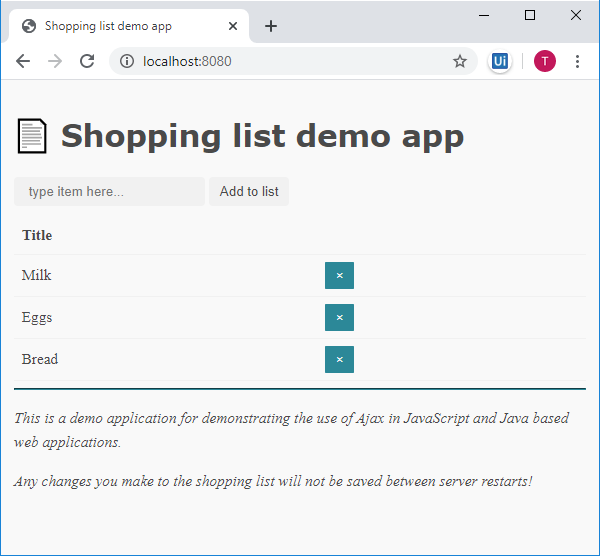 Shopping list demo app
localhost:8080
Ui
T
Shopping list demo app
type item here...
Add to list
Title
Milk
×
Eggs
×
Bread
×
This is a demo application for demonstrating the use of Ajax in JavaScript and Java based
web applications.
Any changes you make to the shopping list will not be saved between server restarts!